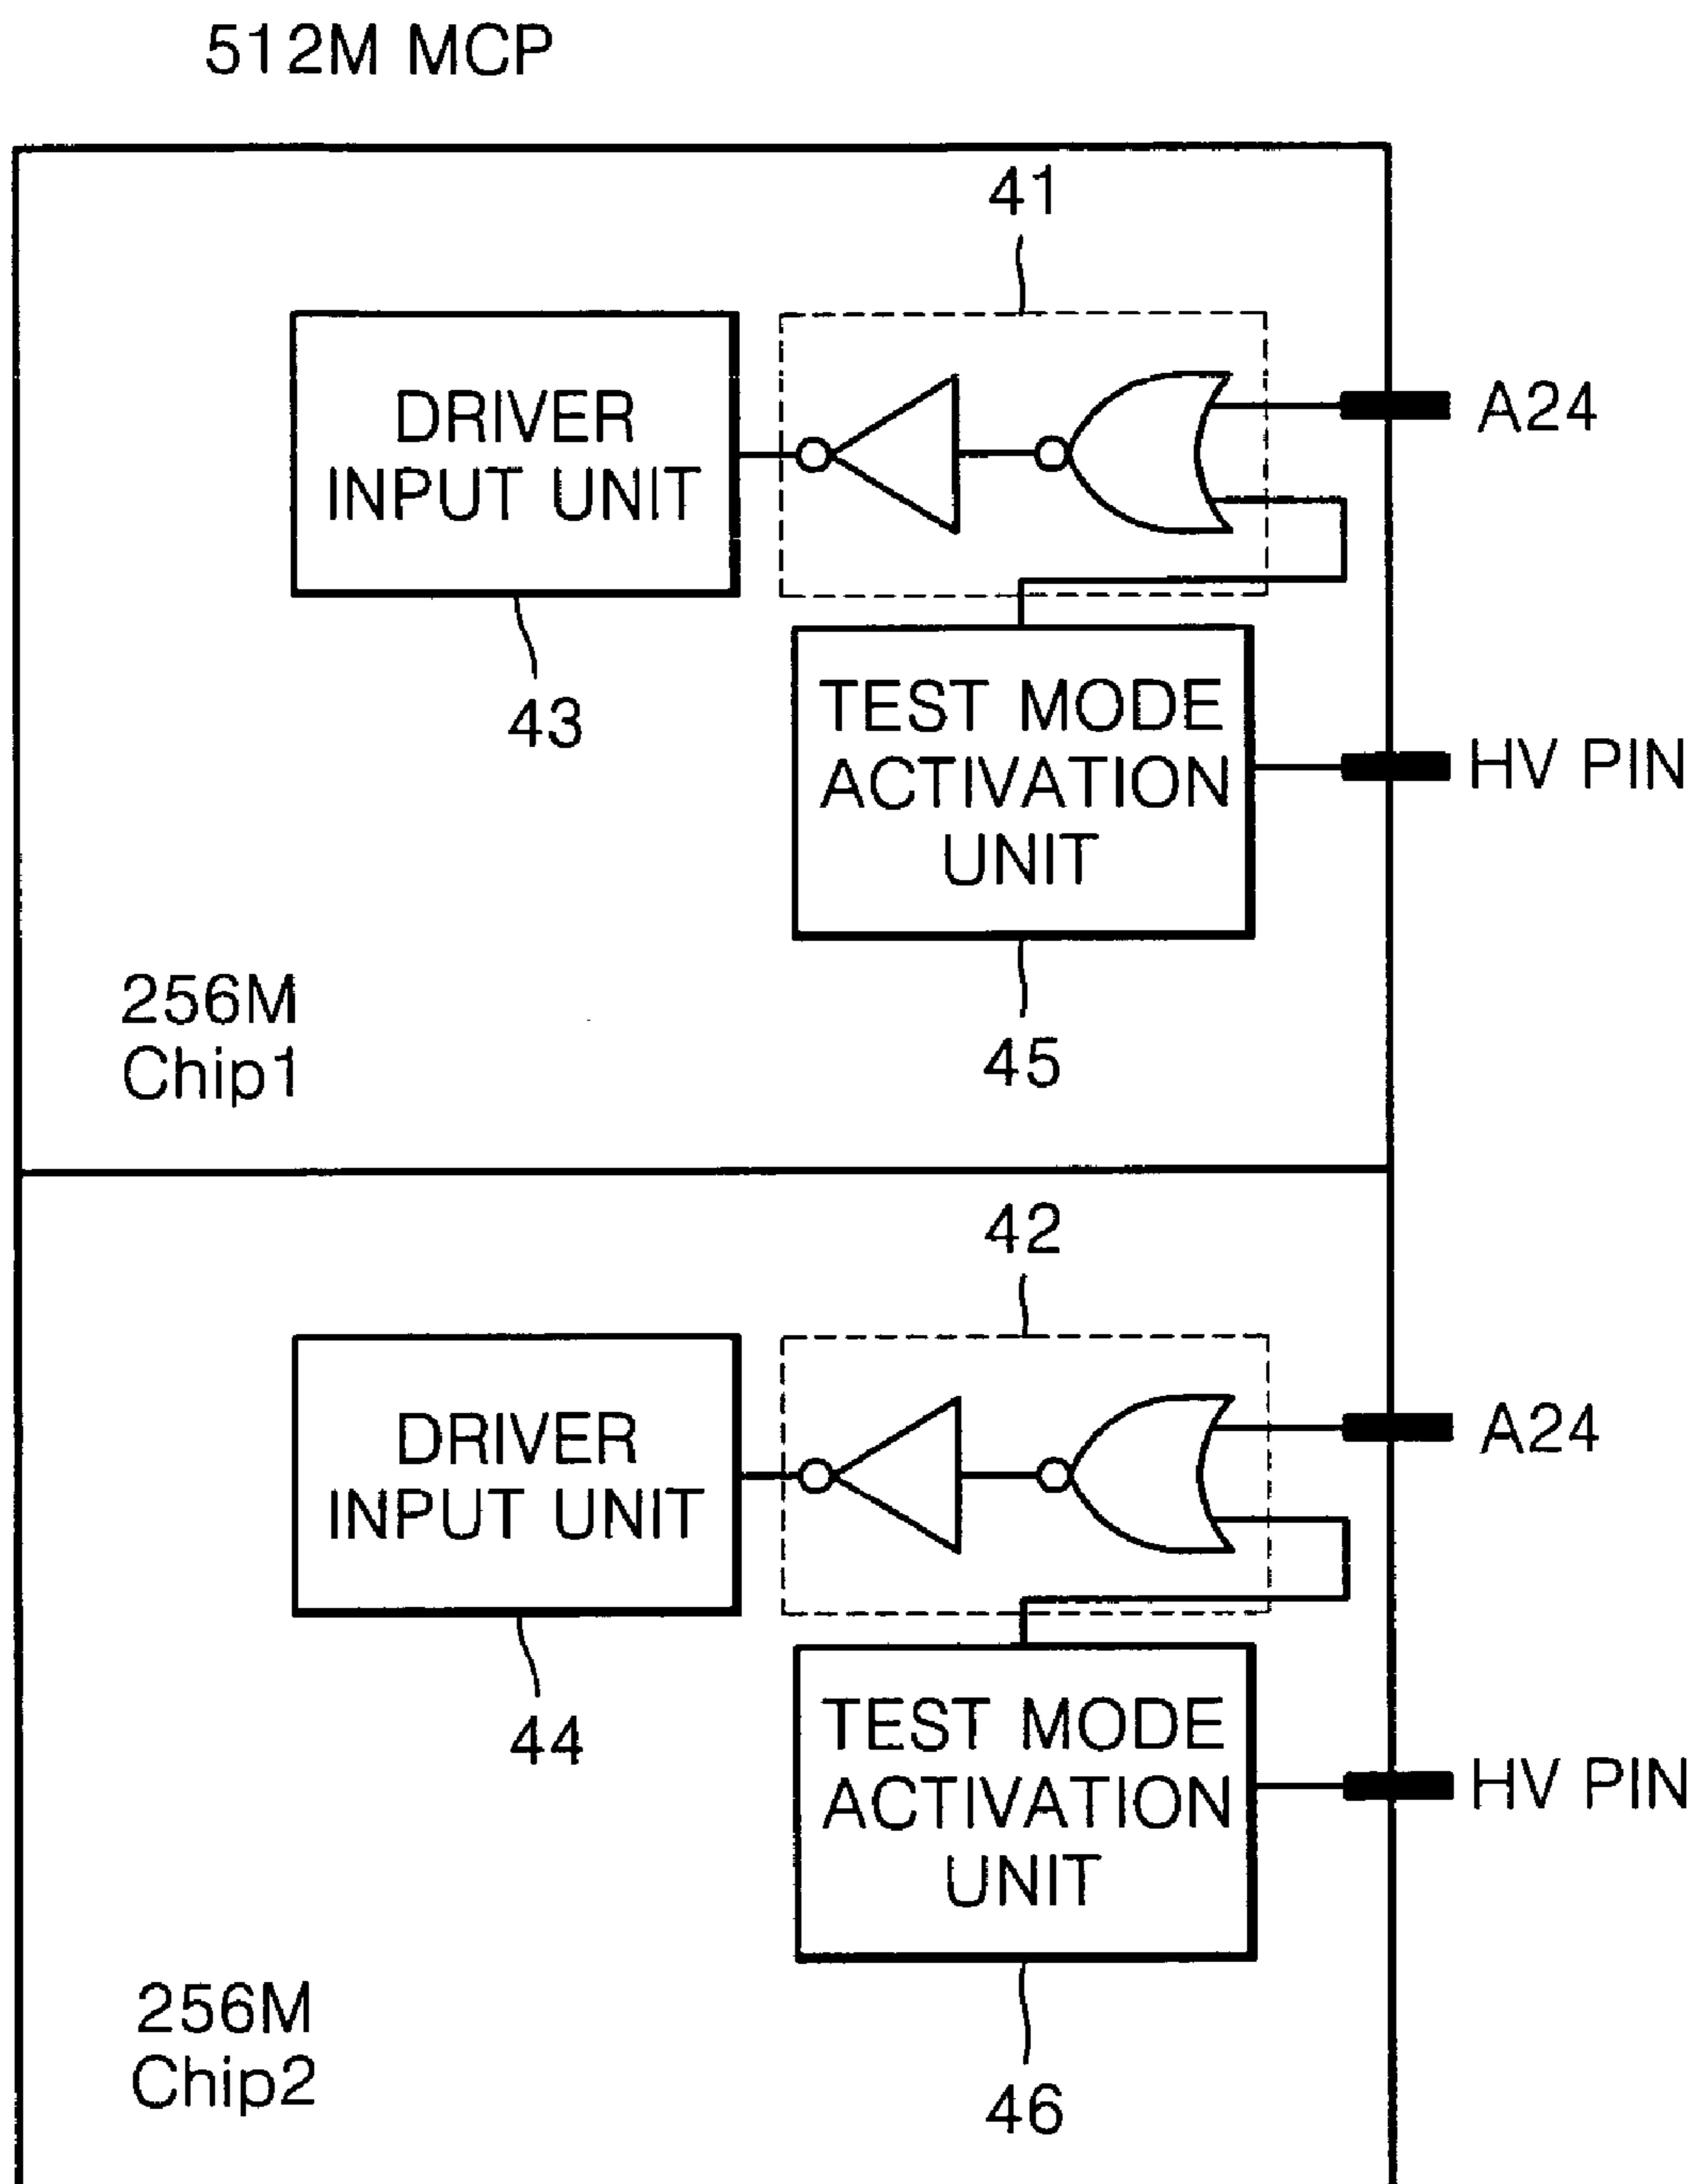 512M MCP
41
DRIVER
INPUT UNIT
A24
43
TEST MODE
ACTIVATION
UNIT
HV PIN
256M
Chip1
45
42
DRIVER
INPUT UNIT
A24
44
TEST MODE
ACTIVATION
UNIT
HV PIN
256M
Chip2
46